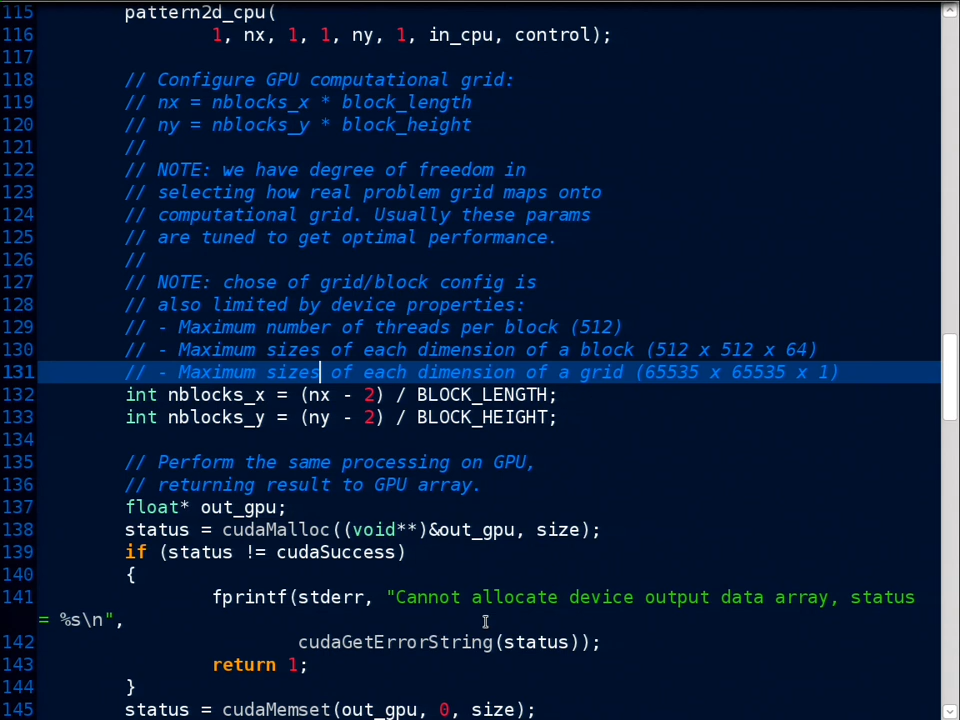 115 pattern2d_cpu(
116 1, nx, 1, 1, ny, 1, in_cpu, control);
117
118 // Configure GPU computational grid:
119 // nx = nblocks_x * block_length
120 // ny = nblocks_y * block_height
121 //
122 // NOTE: we have degree of freedom in
123 // selecting how real problem grid maps onto
124 // computational grid. Usually these params
125 // are tuned to get optimal performance.
126 //
127 // NOTE: chose of grid/block config is
128 // also limited by device properties:
129 // - Maximum number of threads per block (512)
130 // - Maximum sizes of each dimension of a block (512 x 512 x 64)
131 // - Maximum sizes of each dimension of a grid (65535 x 65535 x 1)
132 int nblocks_x = (nx - 2) / BLOCK_LENGTH;
133 int nblocks_y = (ny - 2) / BLOCK_HEIGHT;
134
135 // Perform the same processing on GPU,
136 // returning result to GPU array.
137 float* out_gpu;
138 status = cudaMalloc((void**)&out_gpu, size);
139 if (status != cudaSuccess)
140 {
141 fprintf(stderr, "Cannot allocate device output data array, status
= %s\n",
142 cudaGetErrorString(status));
143 return 1;
144 }
145 status = cudaMemset(out_gpu, 0, size);